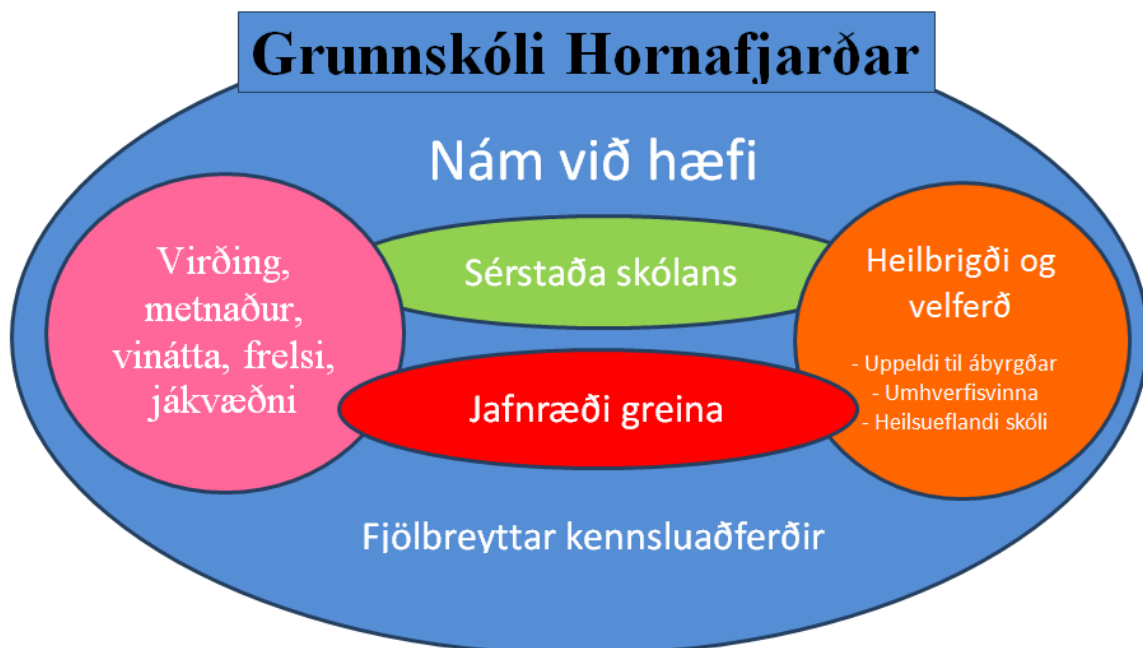 Grunnskóli Hornafjarðar
Nám við hæfi
Virðing,
metnaður,
vinátta, frelsi,
jákvæðni
Sérstaða skólans
Jafnræði greina
Heilbrigði og
velferð
- Uppeldi til ábyrgðar
- Umhverfisvinna
- Heilsueflandi skóli
Fjölbreyttar kennsluaðferðir